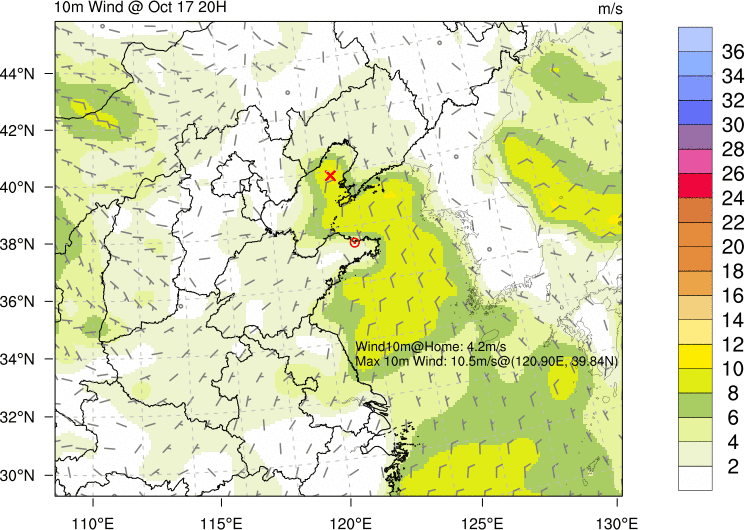 10m Wind @ Oct 17 20H
m/s
44°N
42°N
40°N
38°N
36°N
34°N
32°N
30°N
Wind10m@Home: 4.2m/s
Max 10m Wind: 10.5m/s@(120.90E, 39.84N)
110°E
115°E
120°E
125°E
130°E
36
34
32
30
28
26
24
22
20
18
16
14
12
10
8
6
4
2